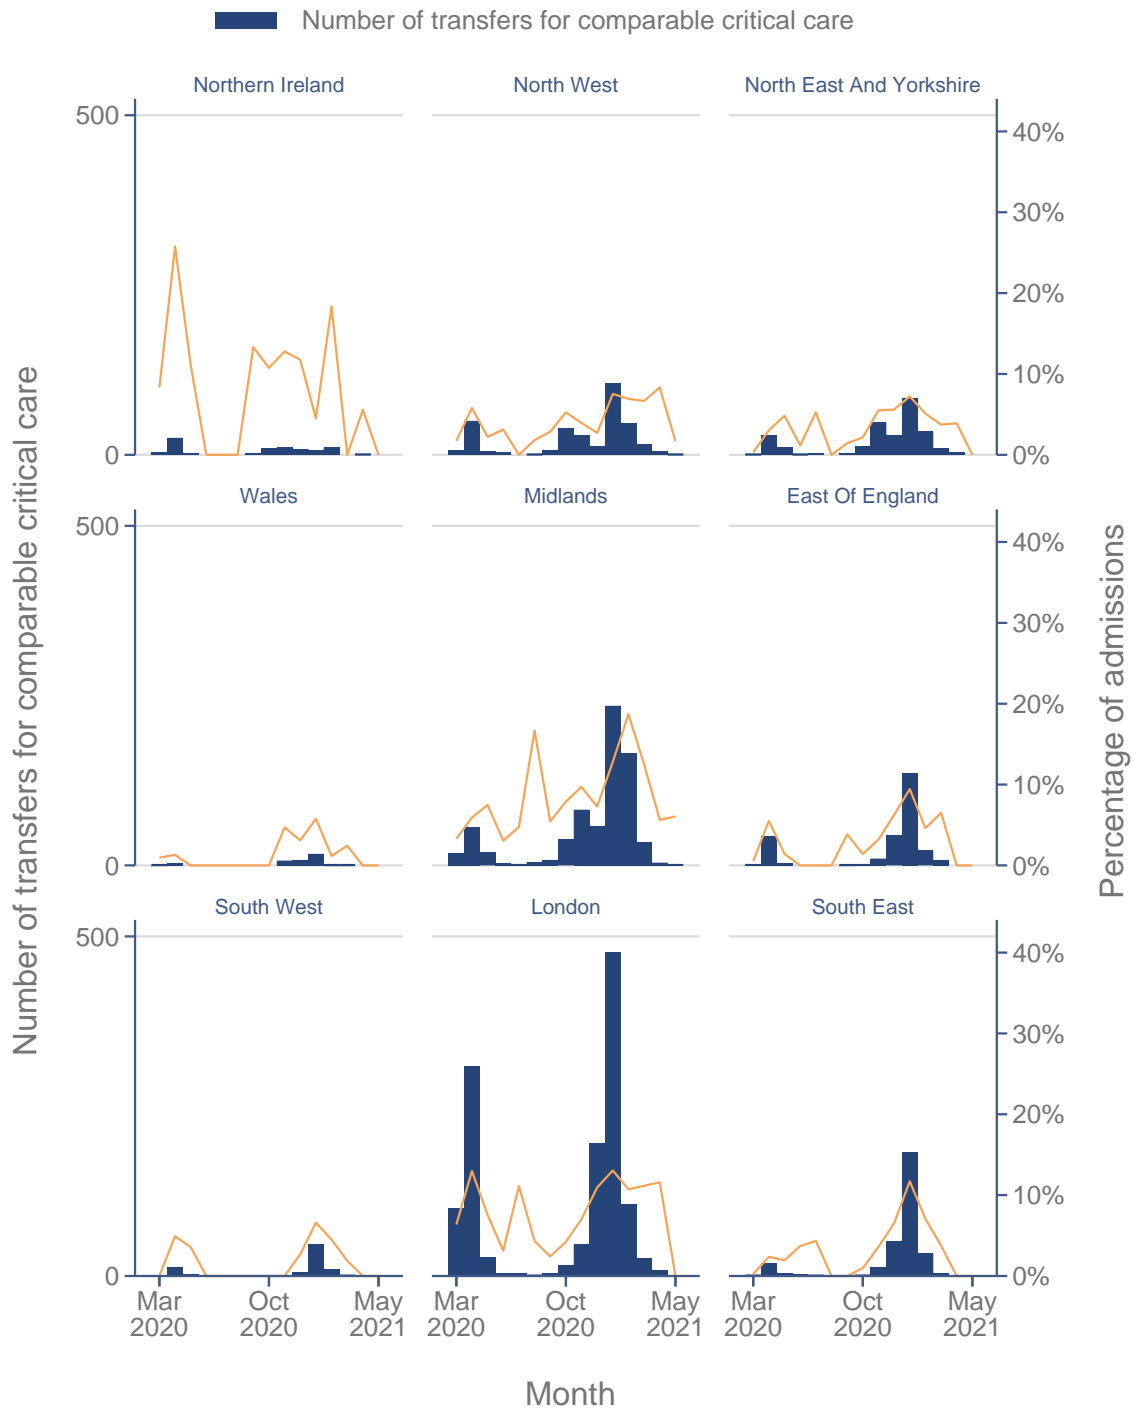 Number of transfers for comparable critical care
Northern Ireland
North West
North East And Yorkshire
500
0
40%
30%
20%
10%
0%
Wales
Midlands
East Of England
500
0
40%
30%
20%
10%
0%
South West
London
South East
500
0
40%
30%
20%
10%
0%
Mar
2020
Oct
2020
May
2021
Mar
2020
Oct
2020
May
2021
Mar
2020
Oct
2020
May
2021
Month
Number of transfers for comparable critical care
Percentage of admissions